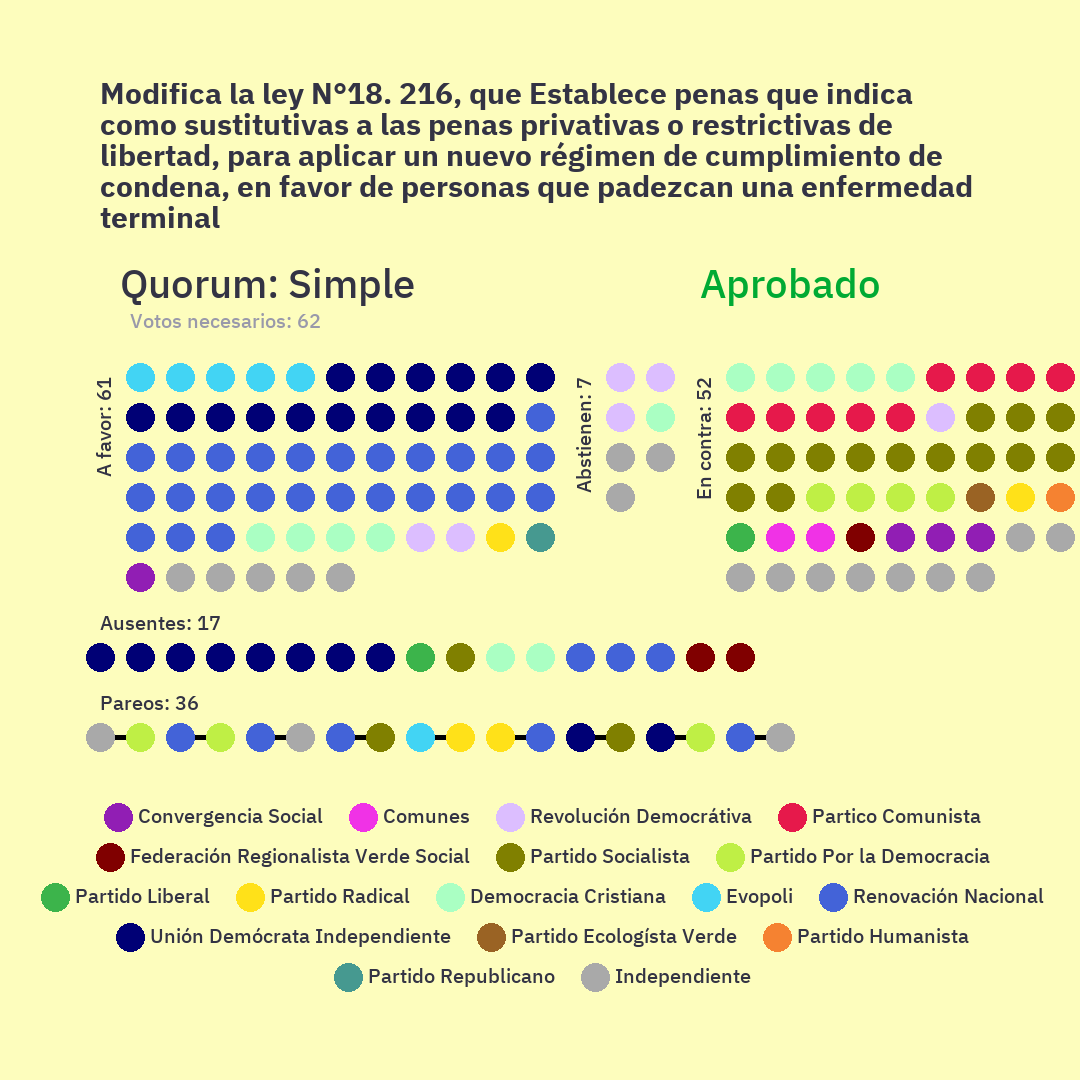 Modifica la ley N°18. 216, que Establece penas que indica
como sustitutivas a las penas privativas o restrictivas de
libertad, para aplicar un nuevo régimen de cumplimiento de
condena, en favor de personas que padezcan una enfermedad
terminal
Quorum: Simple
Aprobado
Votos necesarios: 62
A favor: 61
Abstienen: 7
En contra: 52
Ausentes: 17
Pareos: 36
Convergencia Social Comunes Revolución Democrátiva Partico Comunista
Federación Regionalista Verde Social Partido Socialista Partido Por la Democracia
Partido Liberal Partido Radical Democracia Cristiana Evopoli Renovación Nacional
Unión Demócrata Independiente Partido Ecologísta Verde Partido Humanista
Partido Republicano Independiente